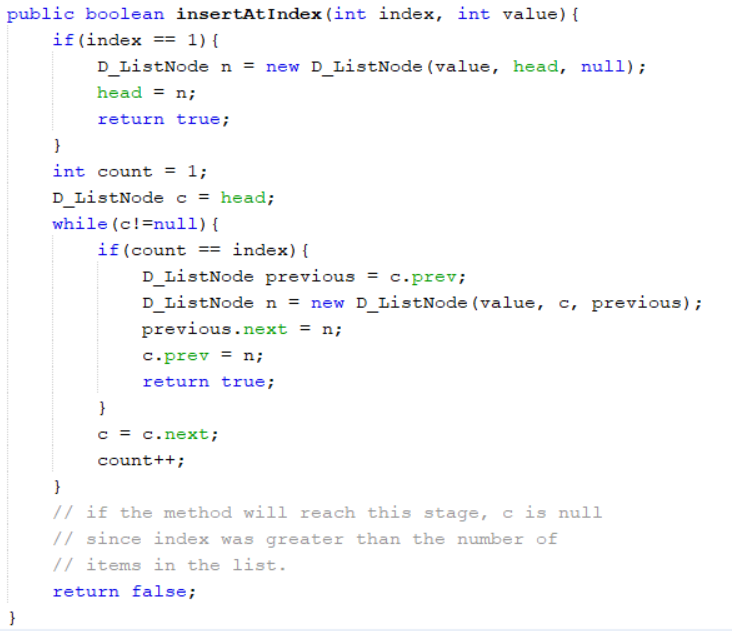 public boolean insertAtIndex(int index, int value){
    if(index == 1){
        D_ListNode n = new D_ListNode(value, head, null);
        head = n;
        return true;
    }
    int count = 1;
    D_ListNode c = head;
    while(c!=null){
        if(count == index){
            D_ListNode previous = c.prev;
            D_ListNode n = new D_ListNode(value, c, previous);
            previous.next = n;
            c.prev = n;
            return true;
        }
        c = c.next;
        count++;
    }
    // if the method will reach this stage, c is null
    // since index was greater than the number of
    // items in the list.
    return false;
}